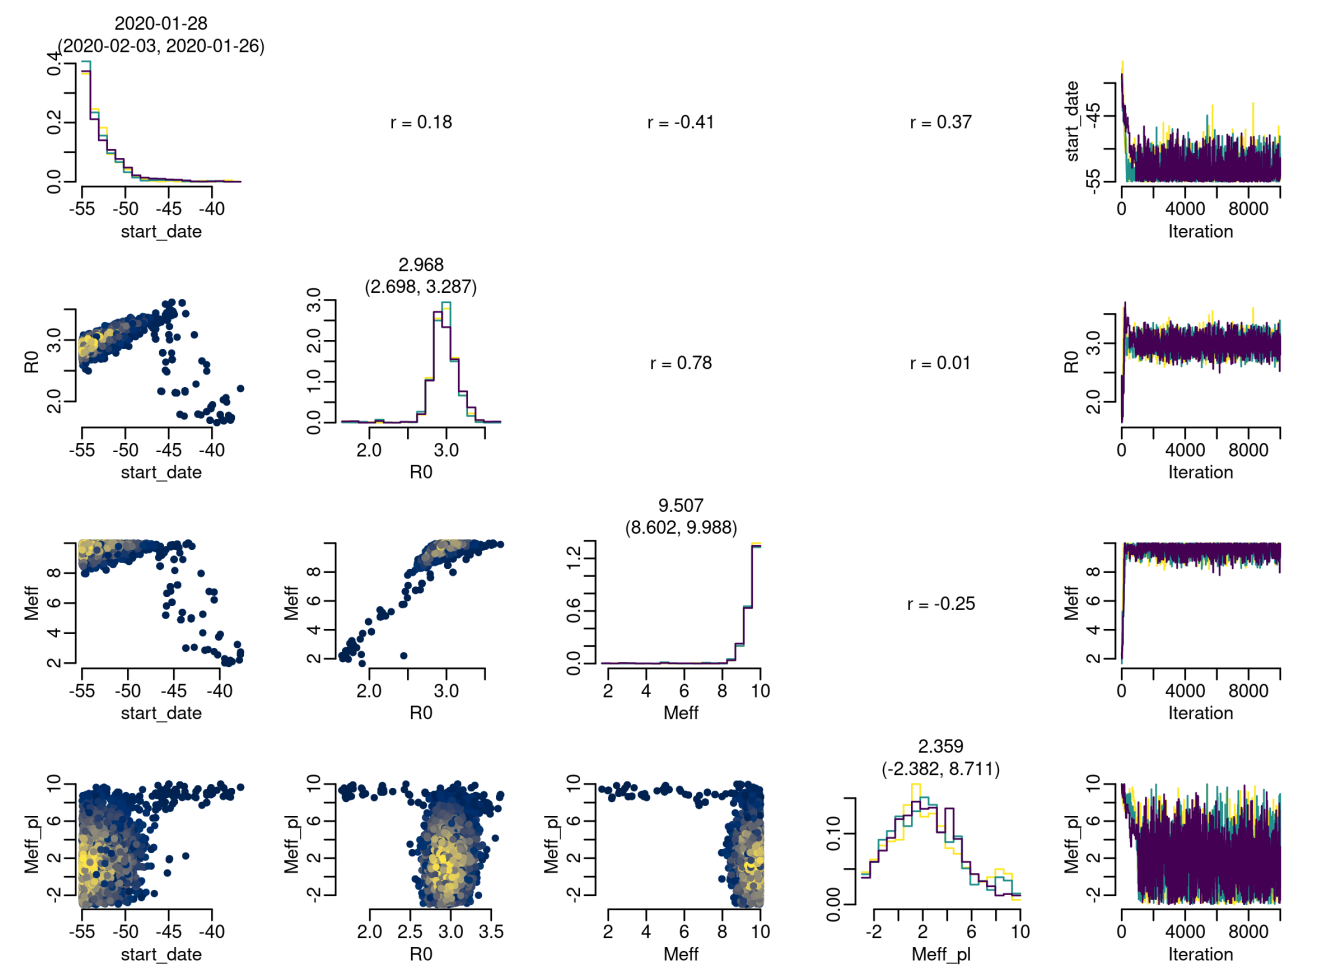 2020-01-28
(2020-02-03, 2020-01-26)
0.0 0.2 0.4
-55 -50 -45 -40
start_date
r = 0.18
r = -0.41
r = 0.37
start_date
-55 -45
0 4000 8000
Iteration
R0
2.0 3.0
-55 -50 -45 -40
start_date
2.968
(2.698, 3.287)
0.0 1.0 2.0 3.0
2.0 3.0
R0
r = 0.78
r = 0.01
R0
2.0 3.0
0 4000 8000
Iteration
Meff
2 4 6 8
-55 -50 -45 -40
start_date
Meff
2 4 6 8
2.0 3.0
R0
9.507
(8.602, 9.988)
0.0 0.6 1.2
2 4 6 8 10
Meff
r = -0.25
Meff
2 4 6 8
0 4000 8000
Iteration
Meff_pl
-2 2 6 10
-55 -50 -45 -40
start_date
Meff_pl
-2 2 6 10
2.0 2.5 3.0 3.5
R0
Meff_pl
-2 2 6 10
2 4 6 8 10
Meff
2.359
(-2.382, 8.711)
0.00 0.10
-2 2 6 10
Meff_pl
Meff_pl
-2 2 6 10
0 4000 8000
Iteration